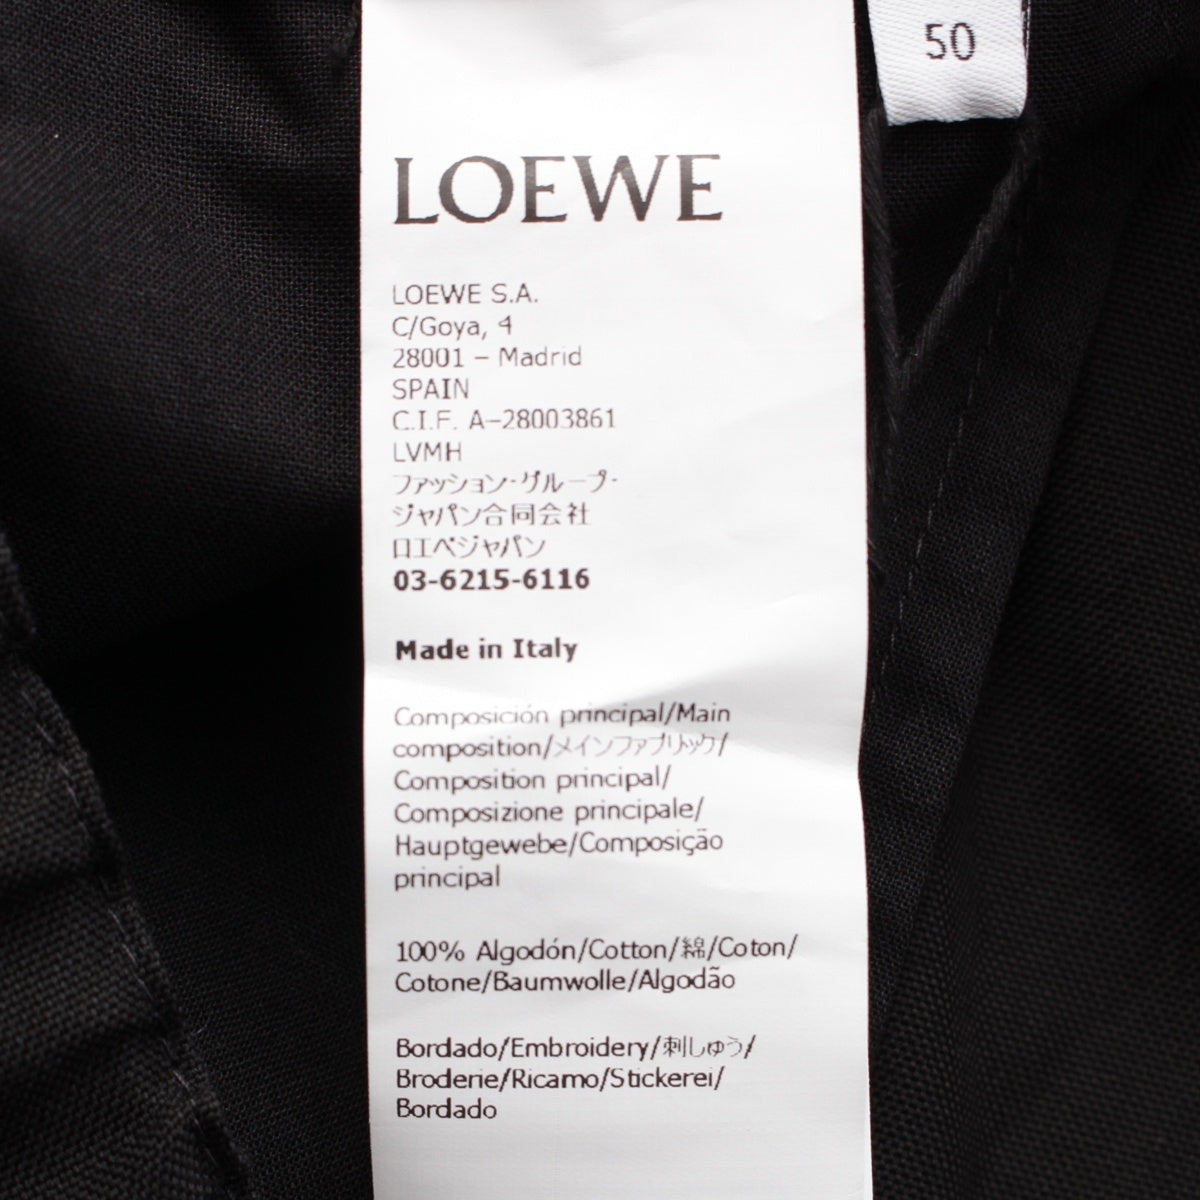 50
LOEWE
LOEWE S.A.
C/Goya, 4
28001 – Madrid
SPAIN
C.I.F. A-28003861
LVMH
ファッション・グループ・
ジャパン合同会社
ロエベジャパン
03-6215-6116
Made in Italy
Composición principal/Main
composition/メインファブリック/
Composition principal/
Composizione principale/
Hauptgewebe/Composição
principal
100% Algodón/Cotton/綿/Coton/
Cotone/Baumwolle/Algodão
Bordado/Embroidery/刺しゅう/
Broderie/Ricamo/Stickerei/
Bordado